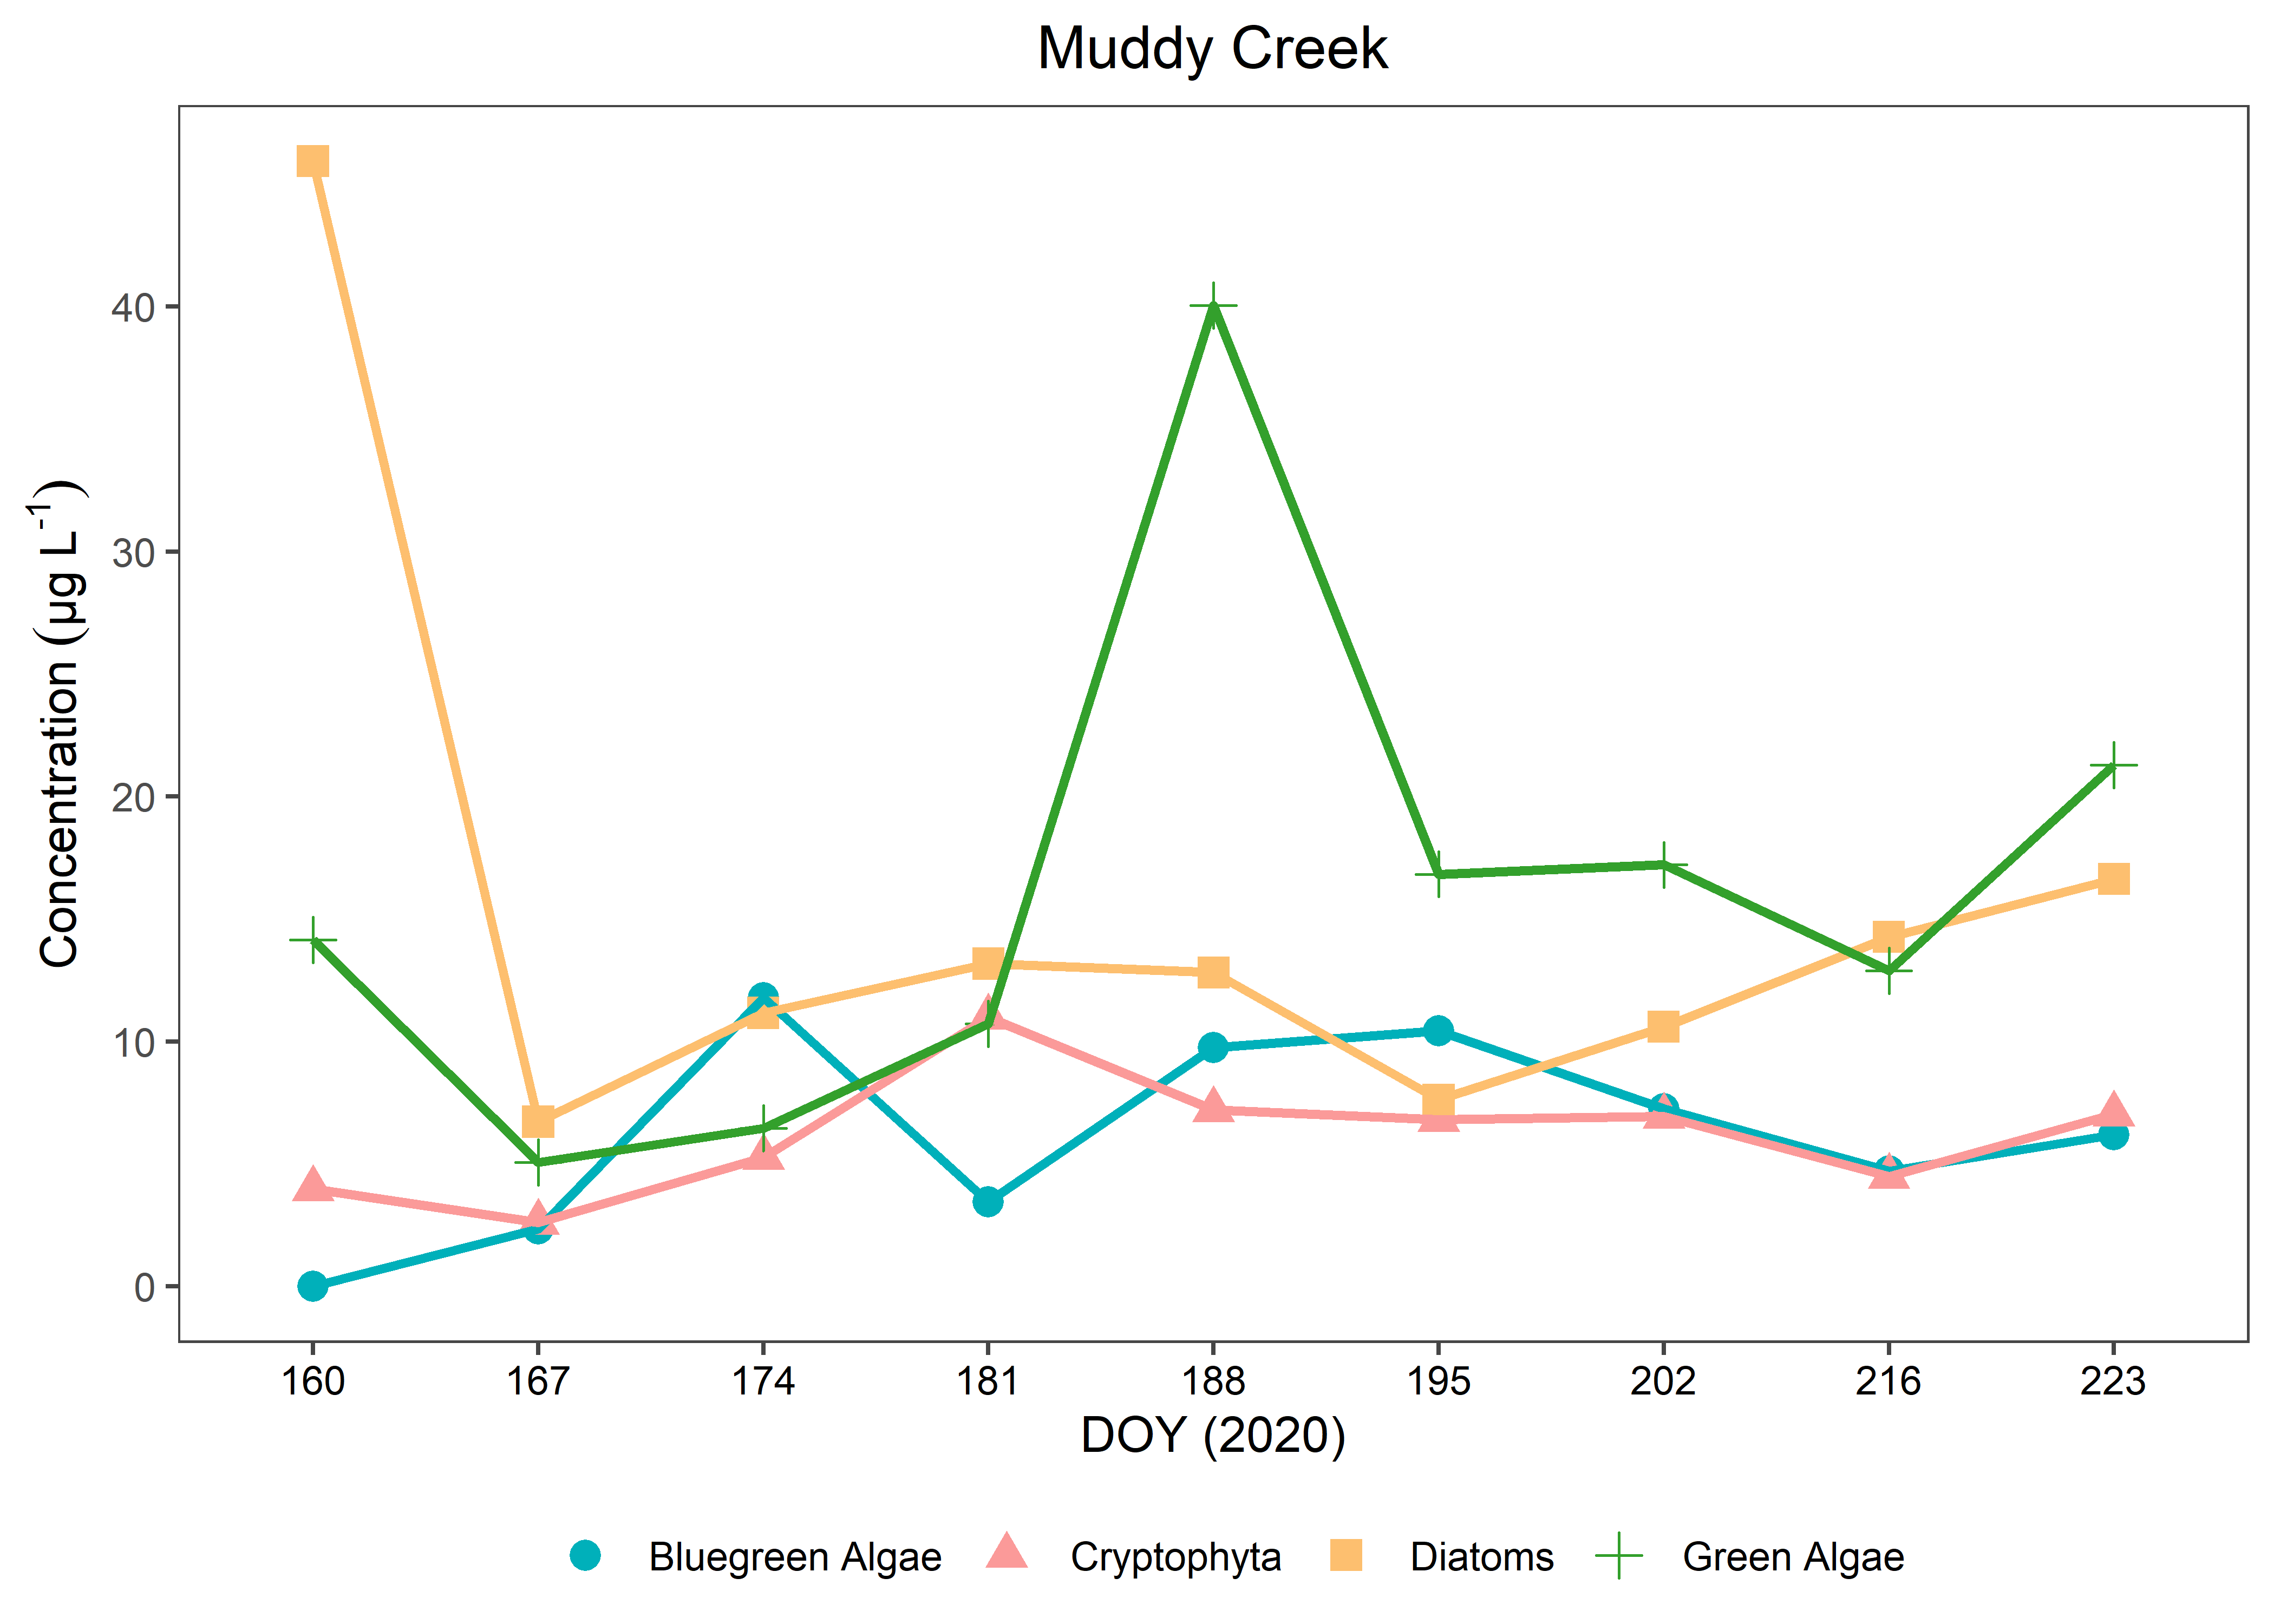 Muddy Creek
Concentration (µg L⁻¹)
40
30
20
10
0
160 167 174 181 188 195 202 216 223
DOY (2020)
Bluegreen Algae Cryptophyta Diatoms Green Algae